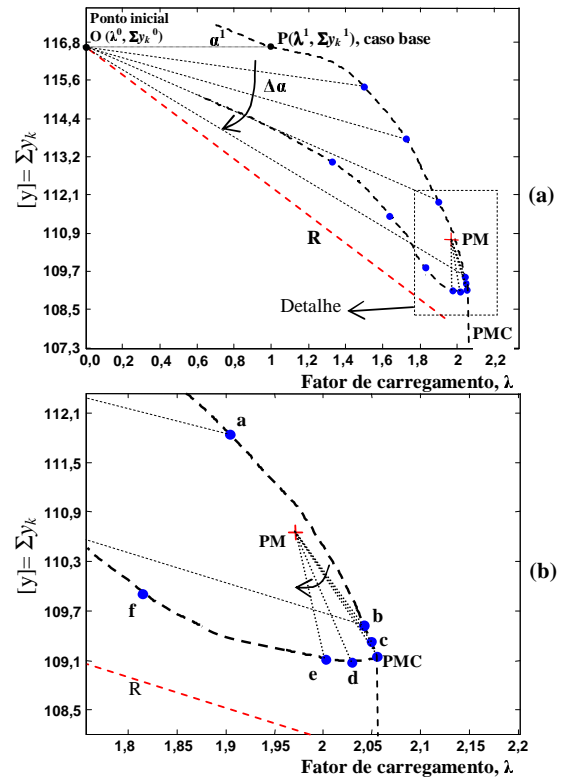 Ponto inicial
O (λ⁰, Σyₖ⁰)
α¹
P(λ¹, Σyₖ¹), caso base
116,8
115,6
114,4
113,2
112,1
110,9
109,7
108,5
107,3
[y]= Σyₖ
Δα
R
PM
Detalhe
PMC
(a)
0,0 0,2 0,4 0,6 0,8 1 1,2 1,4 1,6 1,8 2 2,2
Fator de carregamento, λ
112,1
111,5
110,9
110,3
109,7
109,1
108,5
[y]= Σyₖ
a
PM
b
c
PMC
d
e
f
R
(b)
1,8 1,85 1,9 1,95 2 2,05 2,1 2,15 2,2
Fator de carregamento, λ